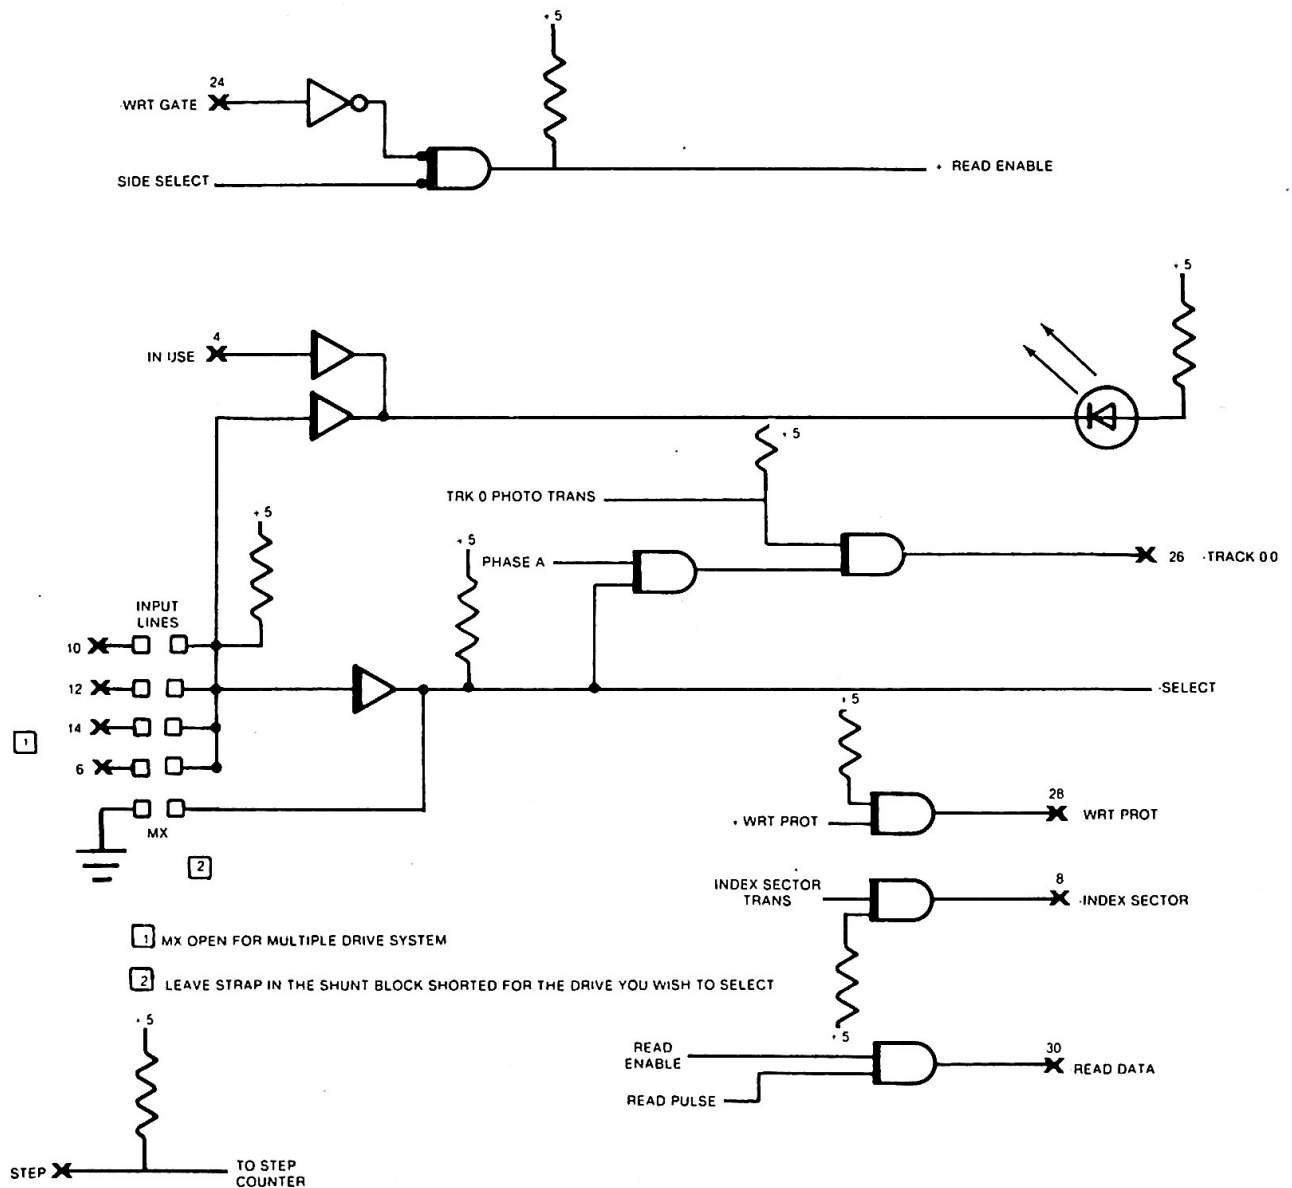 + 5
24
-WRT GATE
SIDE SELECT
+ READ ENABLE
+ 5
4
IN USE
+ 5
TRK 0 PHOTO TRANS
+ 5
+ 5
PHASE A
26 -TRACK 0 0
INPUT
LINES
10
12
-SELECT
14
+ 5
1
6
28
MX
+ WRT PROT
WRT PROT
2
8
INDEX SECTOR
TRANS
-INDEX SECTOR
1 MX OPEN FOR MULTIPLE DRIVE SYSTEM
2 LEAVE STRAP IN THE SHUNT BLOCK SHORTED FOR THE DRIVE YOU WISH TO SELECT
+ 5
+ 5
READ
ENABLE
30
-READ DATA
READ PULSE
STEP
TO STEP
COUNTER